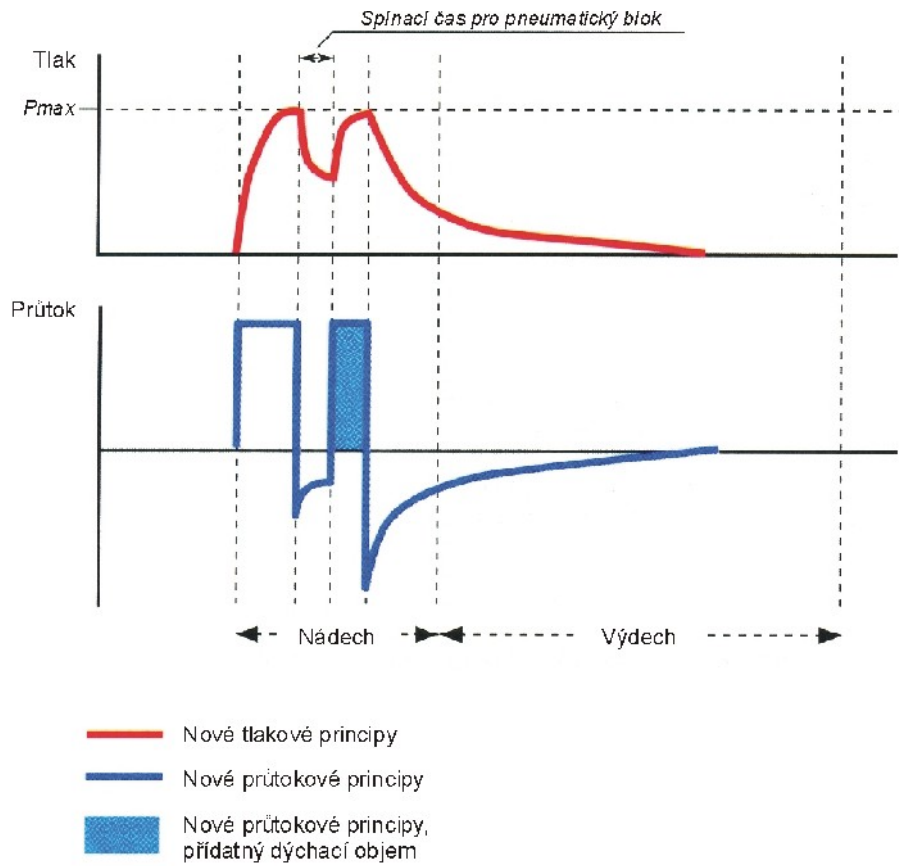 Spínací čas pro pneumatický blok
Tlak
Pmax
Průtok
Nádech
Výdech
Nové tlakové principy
Nové průtokové principy
Nové průtokové principy,
přídatný dýchací objem